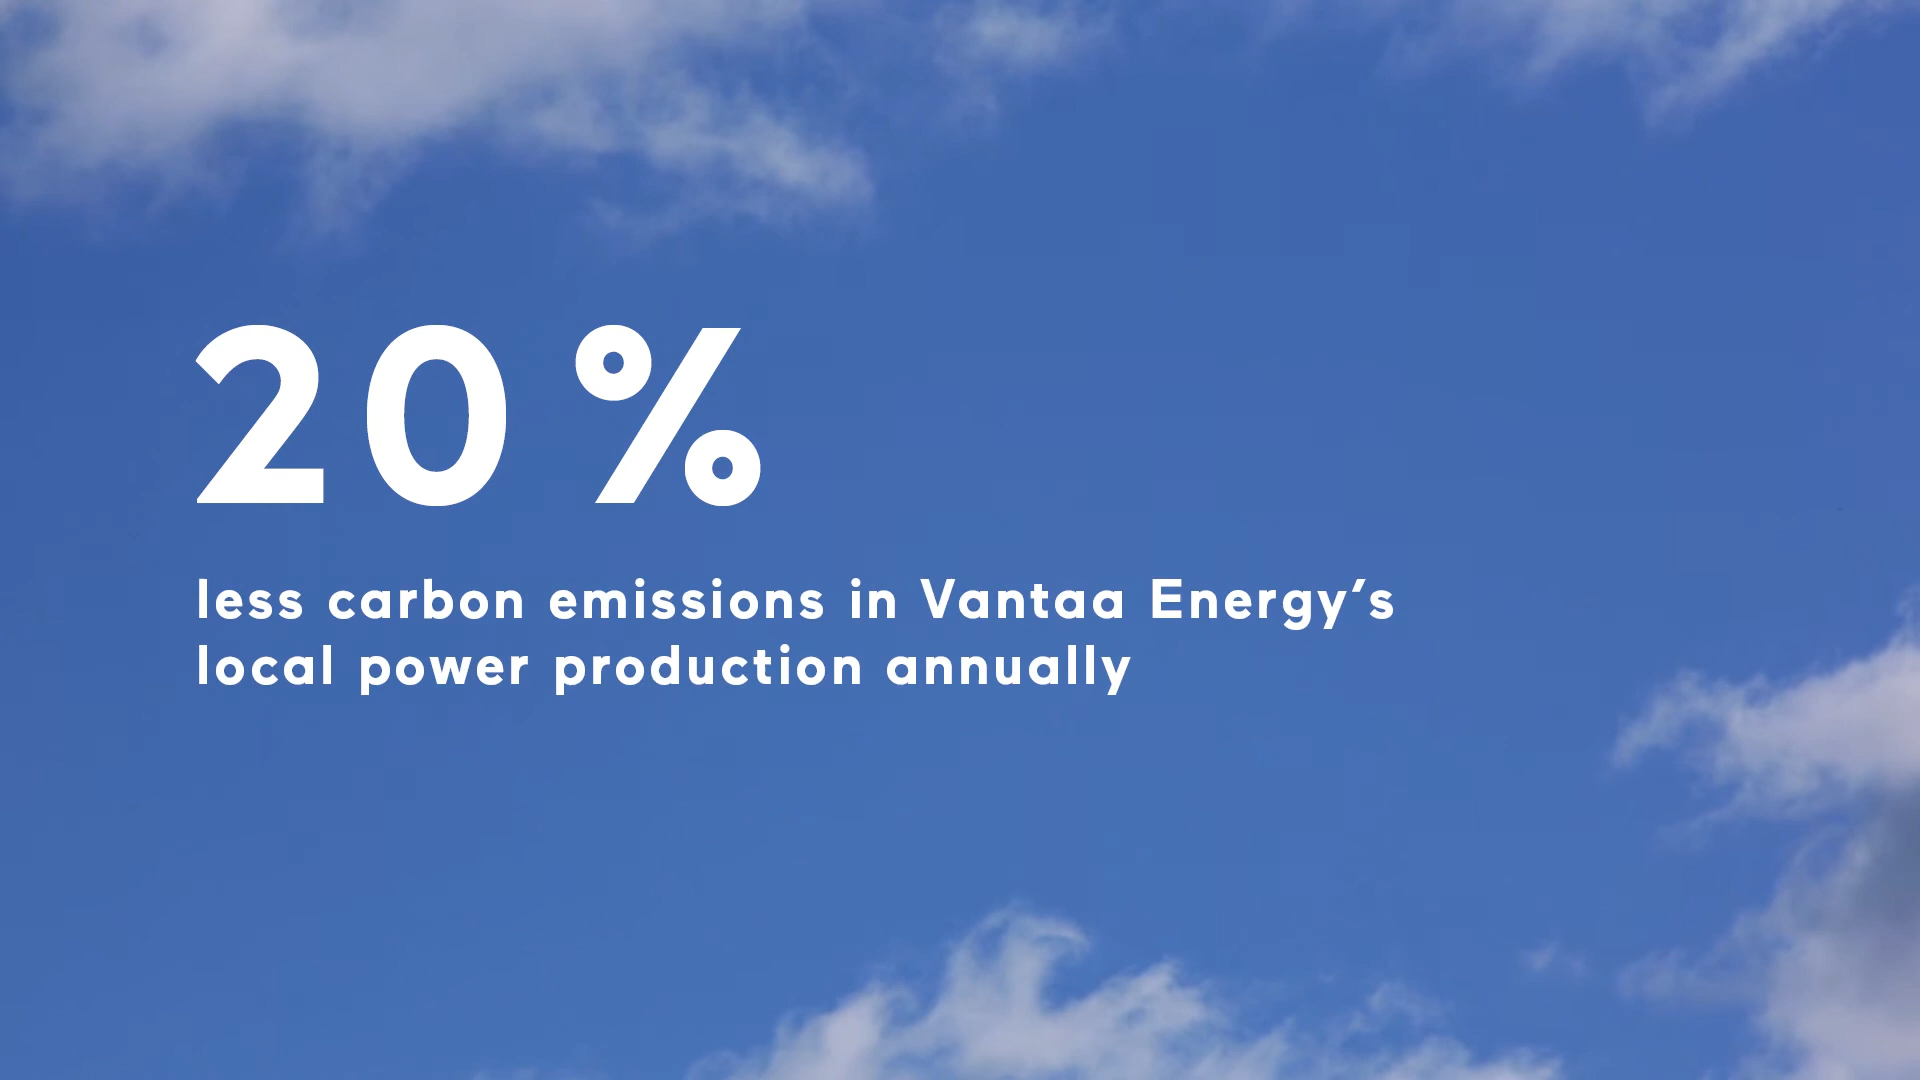 20 %
less carbon emissions in Vantaa Energy’s
local power production annually